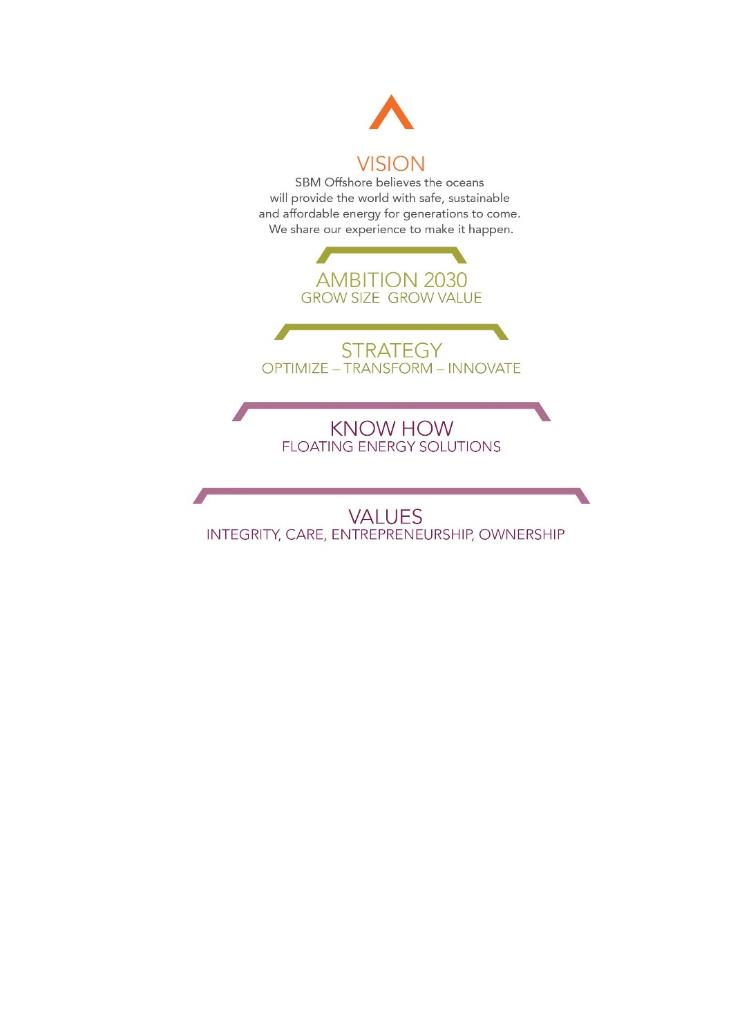 VISION
SBM Offshore believes the oceans
will provide the world with safe, sustainable
and affordable energy for generations to come.
We share our experience to make it happen.
AMBITION 2030
GROW SIZE GROW VALUE
STRATEGY
OPTIMIZE – TRANSFORM – INNOVATE
KNOW HOW
FLOATING ENERGY SOLUTIONS
VALUES
INTEGRITY, CARE, ENTREPRENEURSHIP, OWNERSHIP